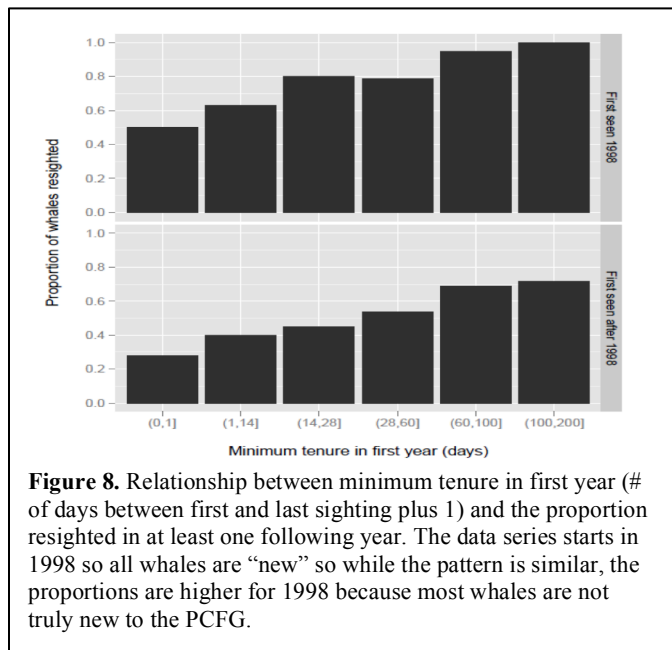 Proportion of whales resighted
1.0
0.8
0.6
0.4
0.2
0.0
First seen 1998
1.0
0.8
0.6
0.4
0.2
0.0
First seen after 1998
(0,1]
(1,14]
(14,28]
(28,60]
(60,100]
(100,200]
Minimum tenure in first year (days)
Figure 8. Relationship between minimum tenure in first year (#
of days between first and last sighting plus 1) and the proportion
resighted in at least one following year. The data series starts in
1998 so all whales are “new” so while the pattern is similar, the
proportions are higher for 1998 because most whales are not
truly new to the PCFG.